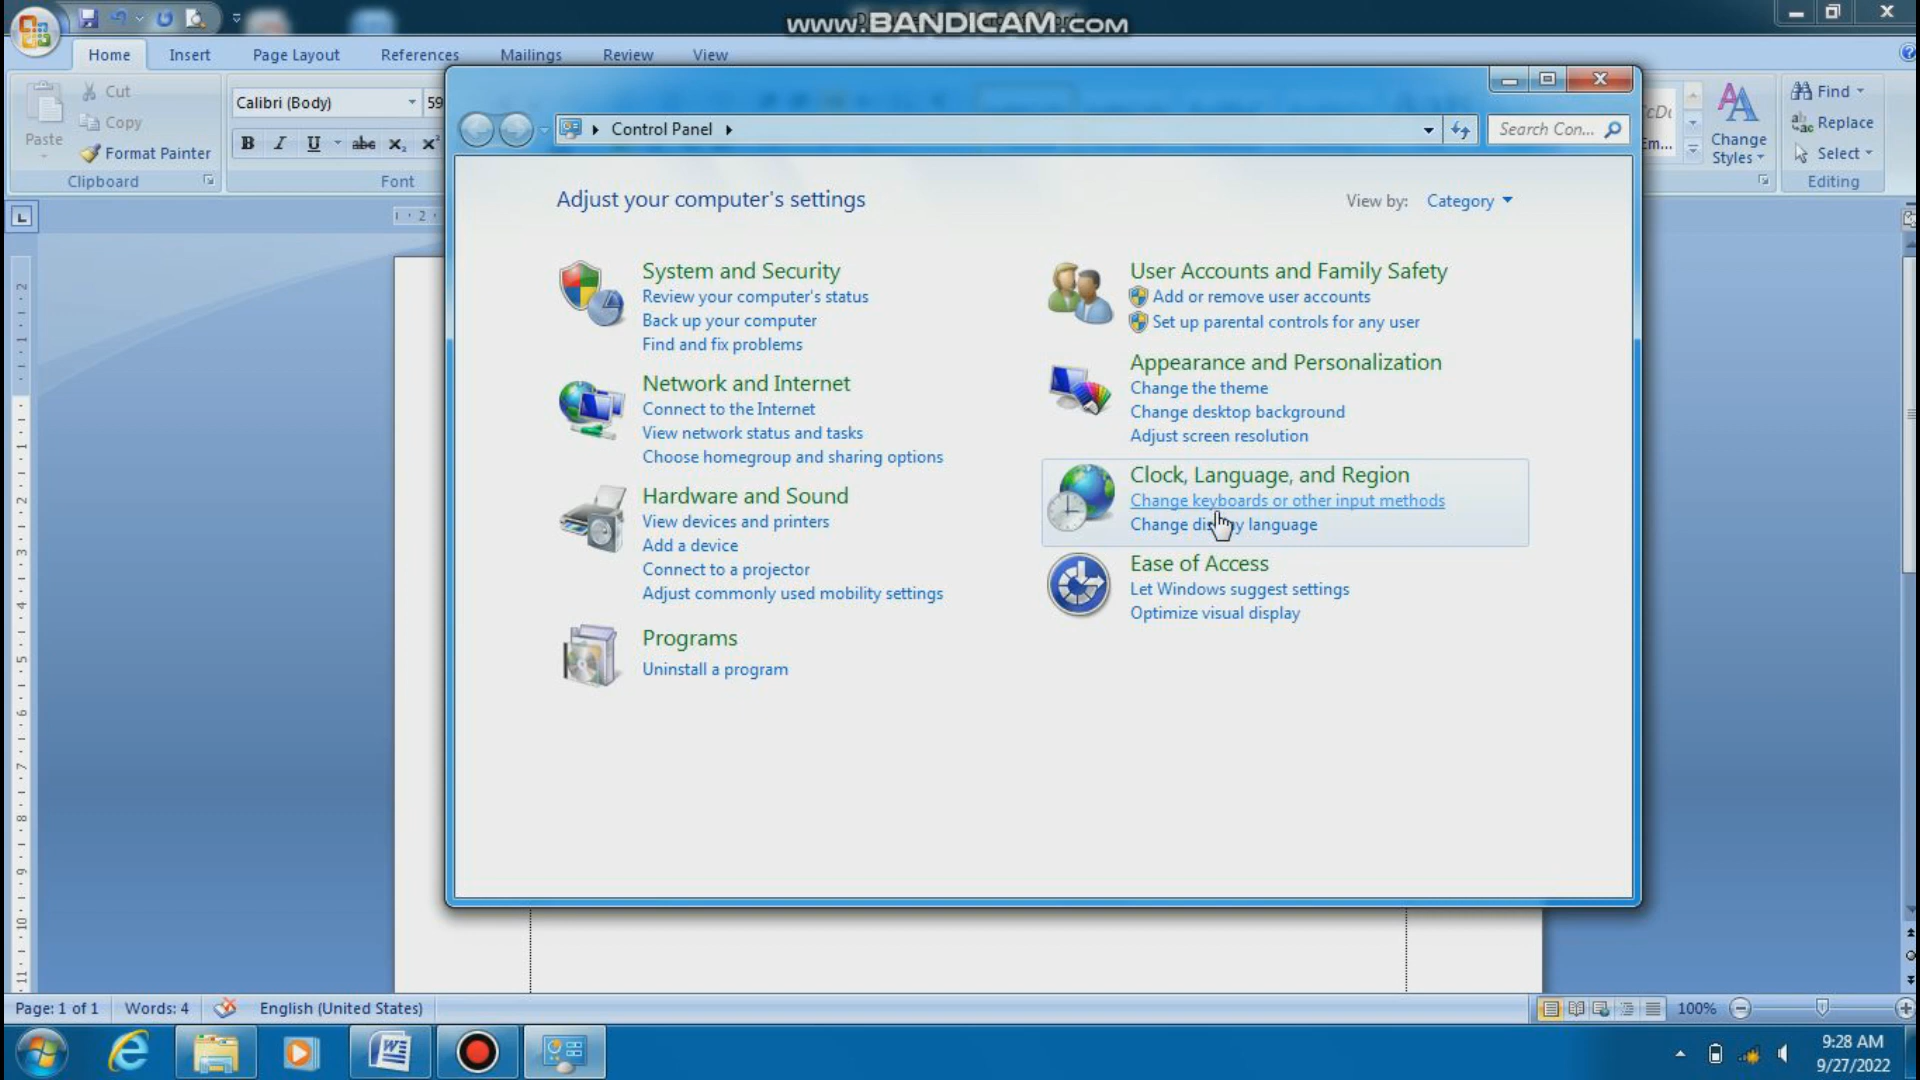 www.BANDICAM.com
Home Insert Page Layout References Mailings Review View
Cut
Copy
Paste
Format Painter
Clipboard
Calibri (Body) 59
B I U abc x₂ x²
Font
Em...
Change Styles
Find
Replace
Select
Editing
Control Panel
Search Con...
Adjust your computer's settings
View by: Category
System and Security
Review your computer's status
Back up your computer
Find and fix problems
Network and Internet
Connect to the Internet
View network status and tasks
Choose homegroup and sharing options
Hardware and Sound
View devices and printers
Add a device
Connect to a projector
Adjust commonly used mobility settings
Programs
Uninstall a program
User Accounts and Family Safety
Add or remove user accounts
Set up parental controls for any user
Appearance and Personalization
Change the theme
Change desktop background
Adjust screen resolution
Clock, Language, and Region
Change keyboards or other input methods
Change display language
Ease of Access
Let Windows suggest settings
Optimize visual display
Page: 1 of 1 Words: 4 English (United States) 100%
9:28 AM
9/27/2022